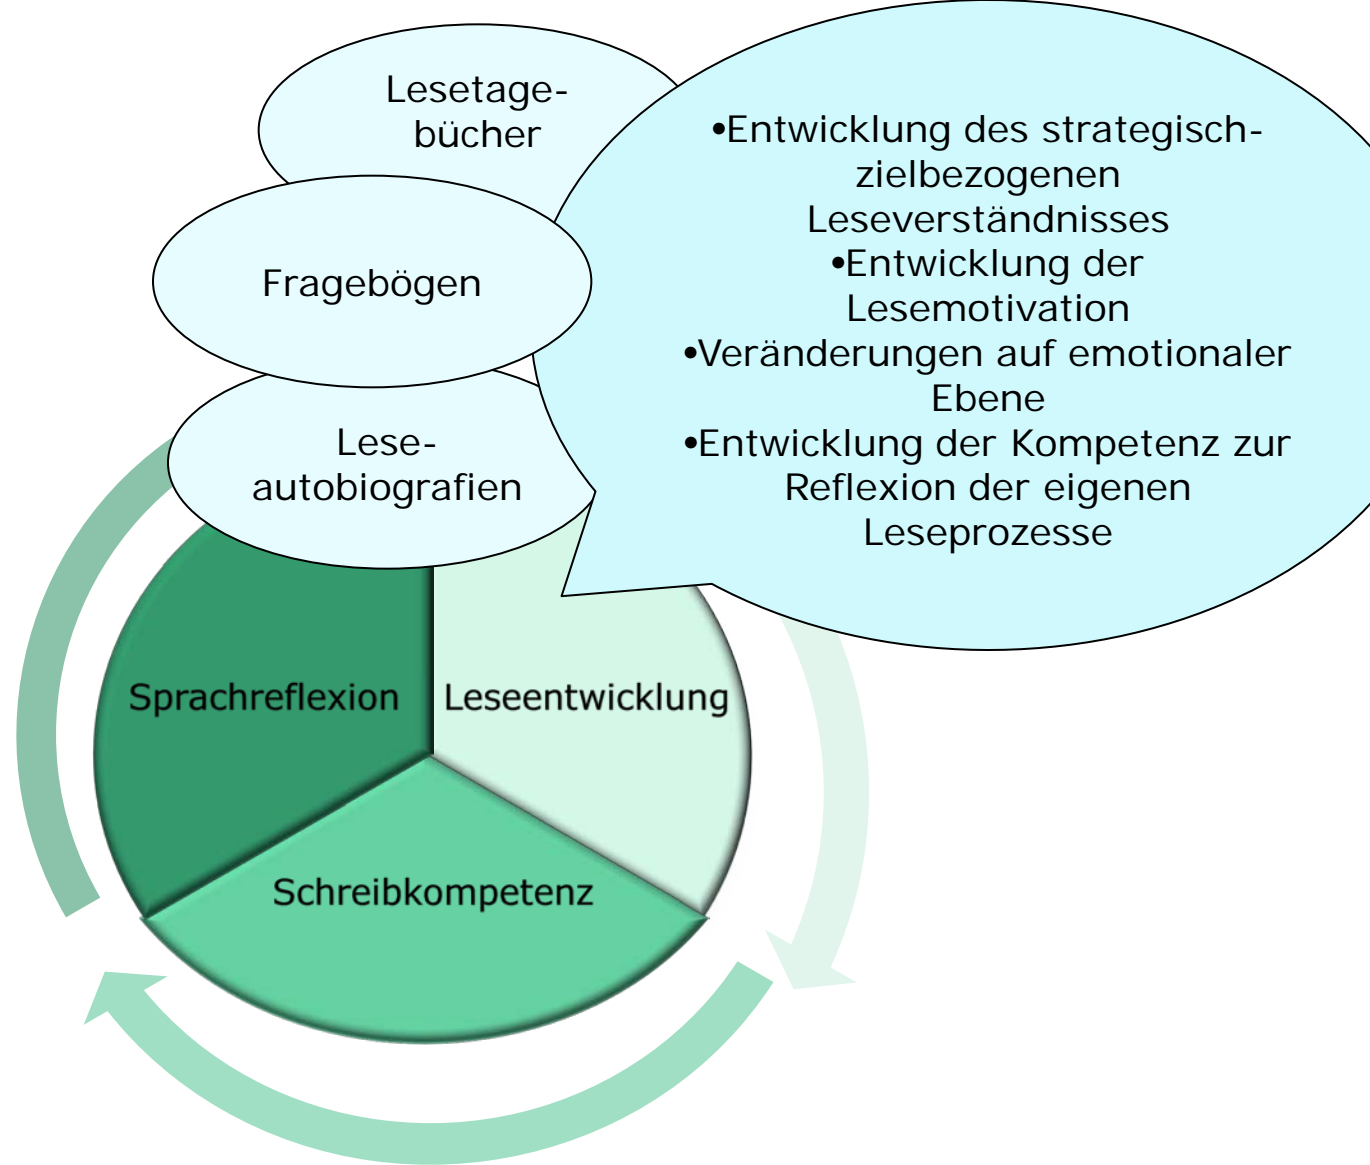 Lesetage-
bücher
Fragebögen
Lese-
autobiografien
•Entwicklung des strategisch-
zielbezogenen
Leseverständnisses
•Entwicklung der
Lesemotivation
•Veränderungen auf emotionaler
Ebene
•Entwicklung der Kompetenz zur
Reflexion der eigenen
Leseprozesse
Sprachreflexion
Leseentwicklung
Schreibkompetenz